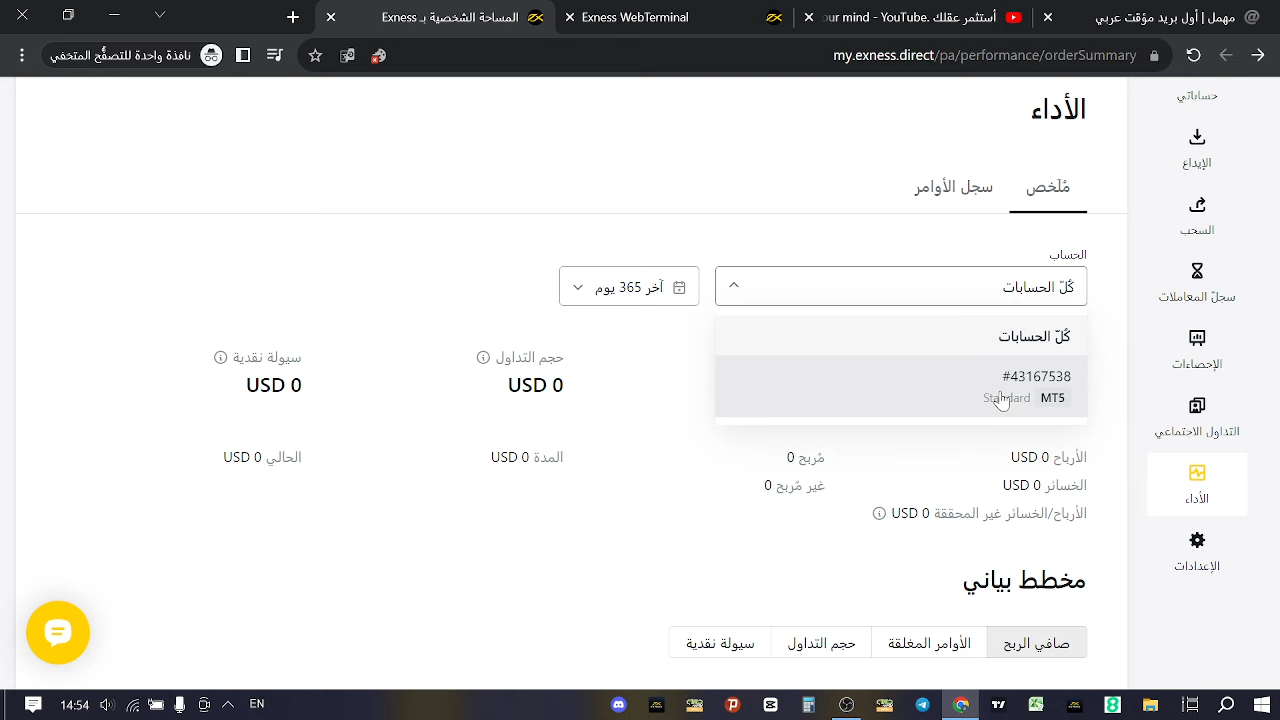 مهمل | أول بريد مؤقت عربي
our mind - YouTube. أستثمر عقلك
Exness WebTerminal
المساحة الشخصية بـ Exness
my.exness.direct/pa/performance/orderSummary
نافذة واحدة للتصفُّح المتخفي
حساباتي
الإيداع
السحب
سجلّ المعاملات
الإحصاءات
التداول الاجتماعي
الأداء
الإعدادات
الأداء
مُلَخص
سجل الأوامر
الحساب
كُلّ الحسابات
آخر 365 يوم
كُلّ الحسابات
#43167538
MT5 Standard
حجم التداول
USD 0
سيولة نقدية
USD 0
الأرباح USD 0
الخسائر USD 0
الأرباح/الخسائر غير المحققة USD 0
مُربح 0
غير مُربح 0
المدة USD 0
الحالي USD 0
مخطط بياني
صافي الربح
الأوامر المغلقة
حجم التداول
سيولة نقدية
14:54
EN